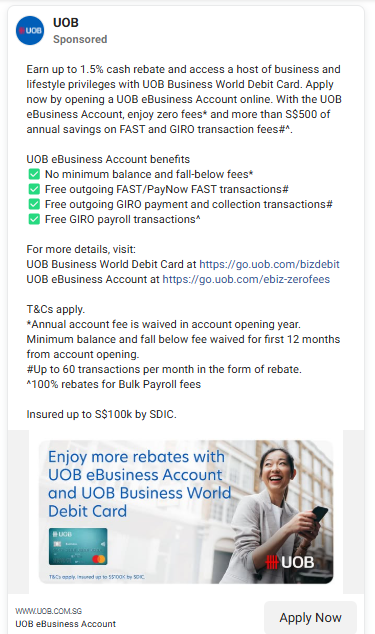 UOB
UOB
Sponsored
Earn up to 1.5% cash rebate and access a host of business and
lifestyle privileges with UOB Business World Debit Card. Apply
now by opening a UOB eBusiness Account online. With the UOB
eBusiness Account, enjoy zero fees* and more than S$500 of
annual savings on FAST and GIRO transaction fees#^.
UOB eBusiness Account benefits
✅ No minimum balance and fall-below fees*
✅ Free outgoing FAST/PayNow FAST transactions#
✅ Free outgoing GIRO payment and collection transactions#
✅ Free GIRO payroll transactions^
For more details, visit:
UOB Business World Debit Card at https://go.uob.com/bizdebit
UOB eBusiness Account at https://go.uob.com/ebiz-zerofees
T&Cs apply.
*Annual account fee is waived in account opening year.
Minimum balance and fall below fee waived for first 12 months
from account opening.
#Up to 60 transactions per month in the form of rebate.
^100% rebates for Bulk Payroll fees
Insured up to S$100k by SDIC.
Enjoy more rebates with
UOB eBusiness Account
and UOB Business World
Debit Card
UOB
UOB
T&Cs apply. Insured up to S$100K by SDIC.
WWW.UOB.COM.SG
UOB eBusiness Account
Apply Now